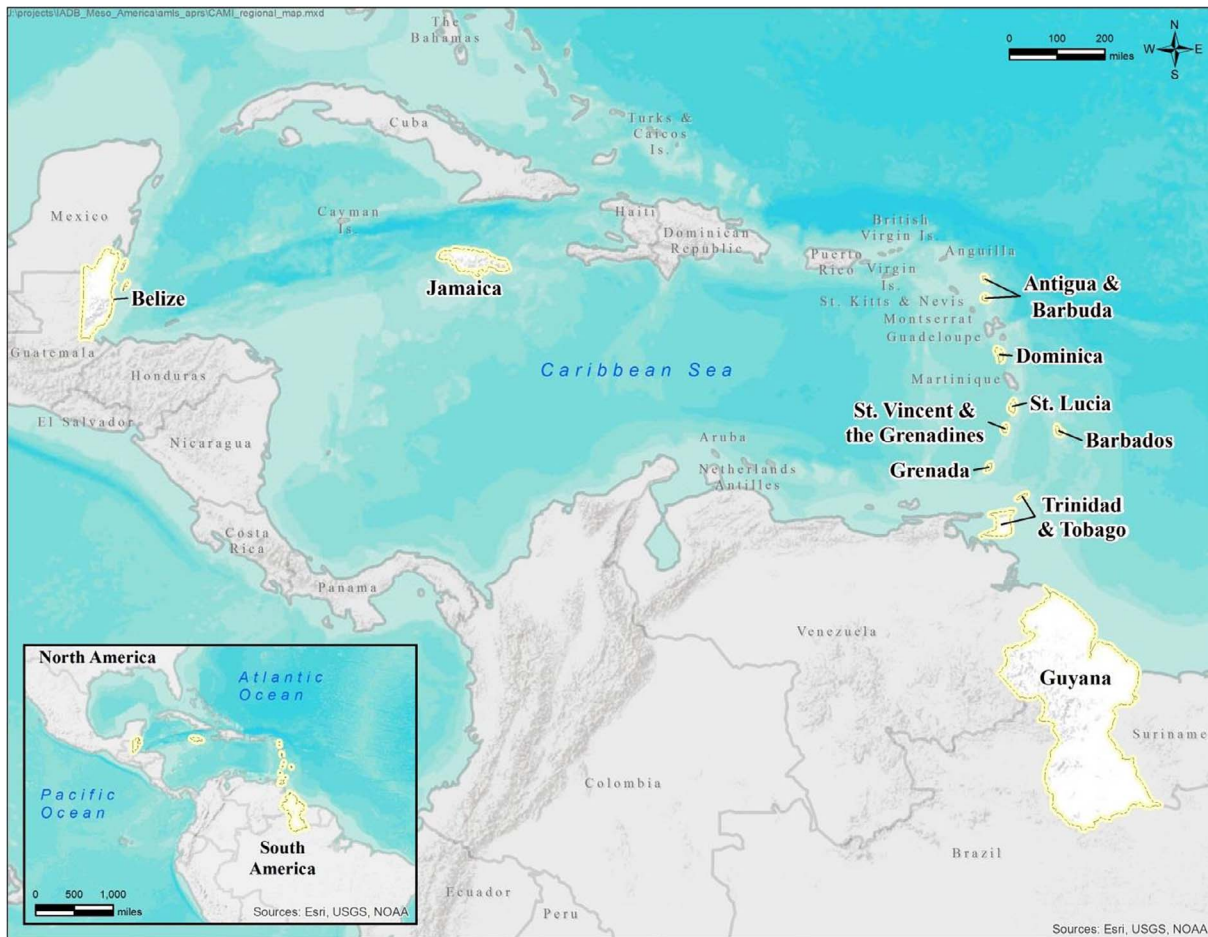 J:\projects\IADB_Meso_America\amls_aprs\CAMI_regional_map.mxd
The
Bahamas
0 100 200
miles
N
W E
S
Cuba
Turks &
Caicos
Is.
Mexico
Cayman
Is.
Haiti
Dominican
Republic
Puerto
Rico
British
Virgin Is.
Virgin
Is.
Anguilla
Belize
Jamaica
Antigua &
Barbuda
St. Kitts & Nevis
Montserrat
Guadeloupe
Guatemala
Honduras
Caribbean Sea
Dominica
Martinique
El Salvador
Nicaragua
St. Lucia
St. Vincent &
the Grenadines
Barbados
Aruba
Netherlands
Antilles
Grenada
Trinidad
& Tobago
Costa
Rica
Panama
Venezuela
Guyana
Suriname
Colombia
Brazil
Ecuador
Peru
North America
Atlantic
Ocean
Pacific
Ocean
South
America
0 500 1,000
miles
Sources: Esri, USGS, NOAA
Sources: Esri, USGS, NOAA